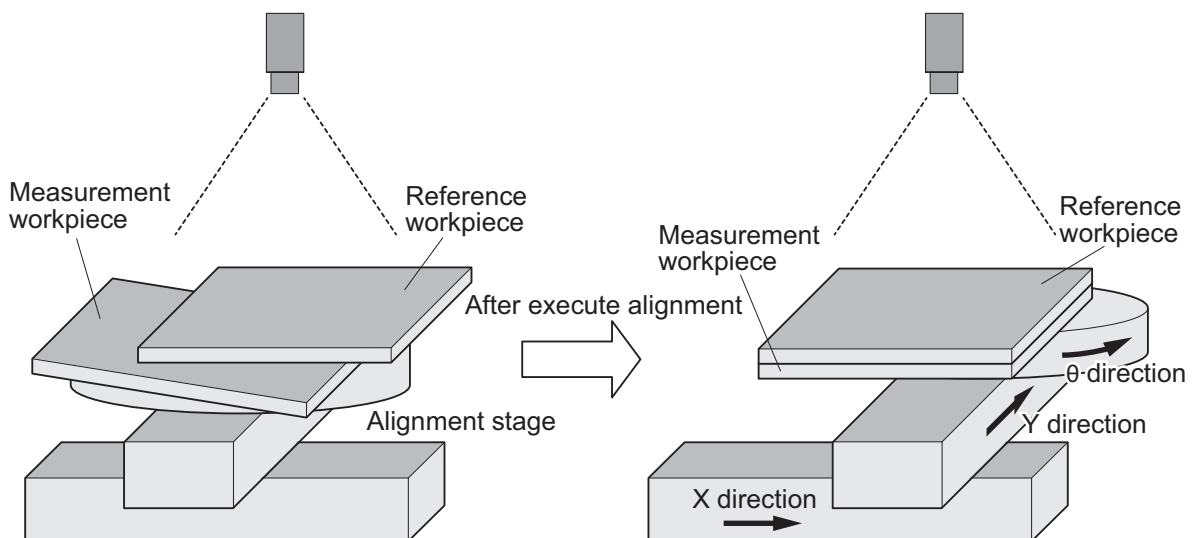 Measurement
workpiece
Reference
workpiece
Alignment stage
After execute alignment
Measurement
workpiece
Reference
workpiece
θ direction
Y direction
X direction